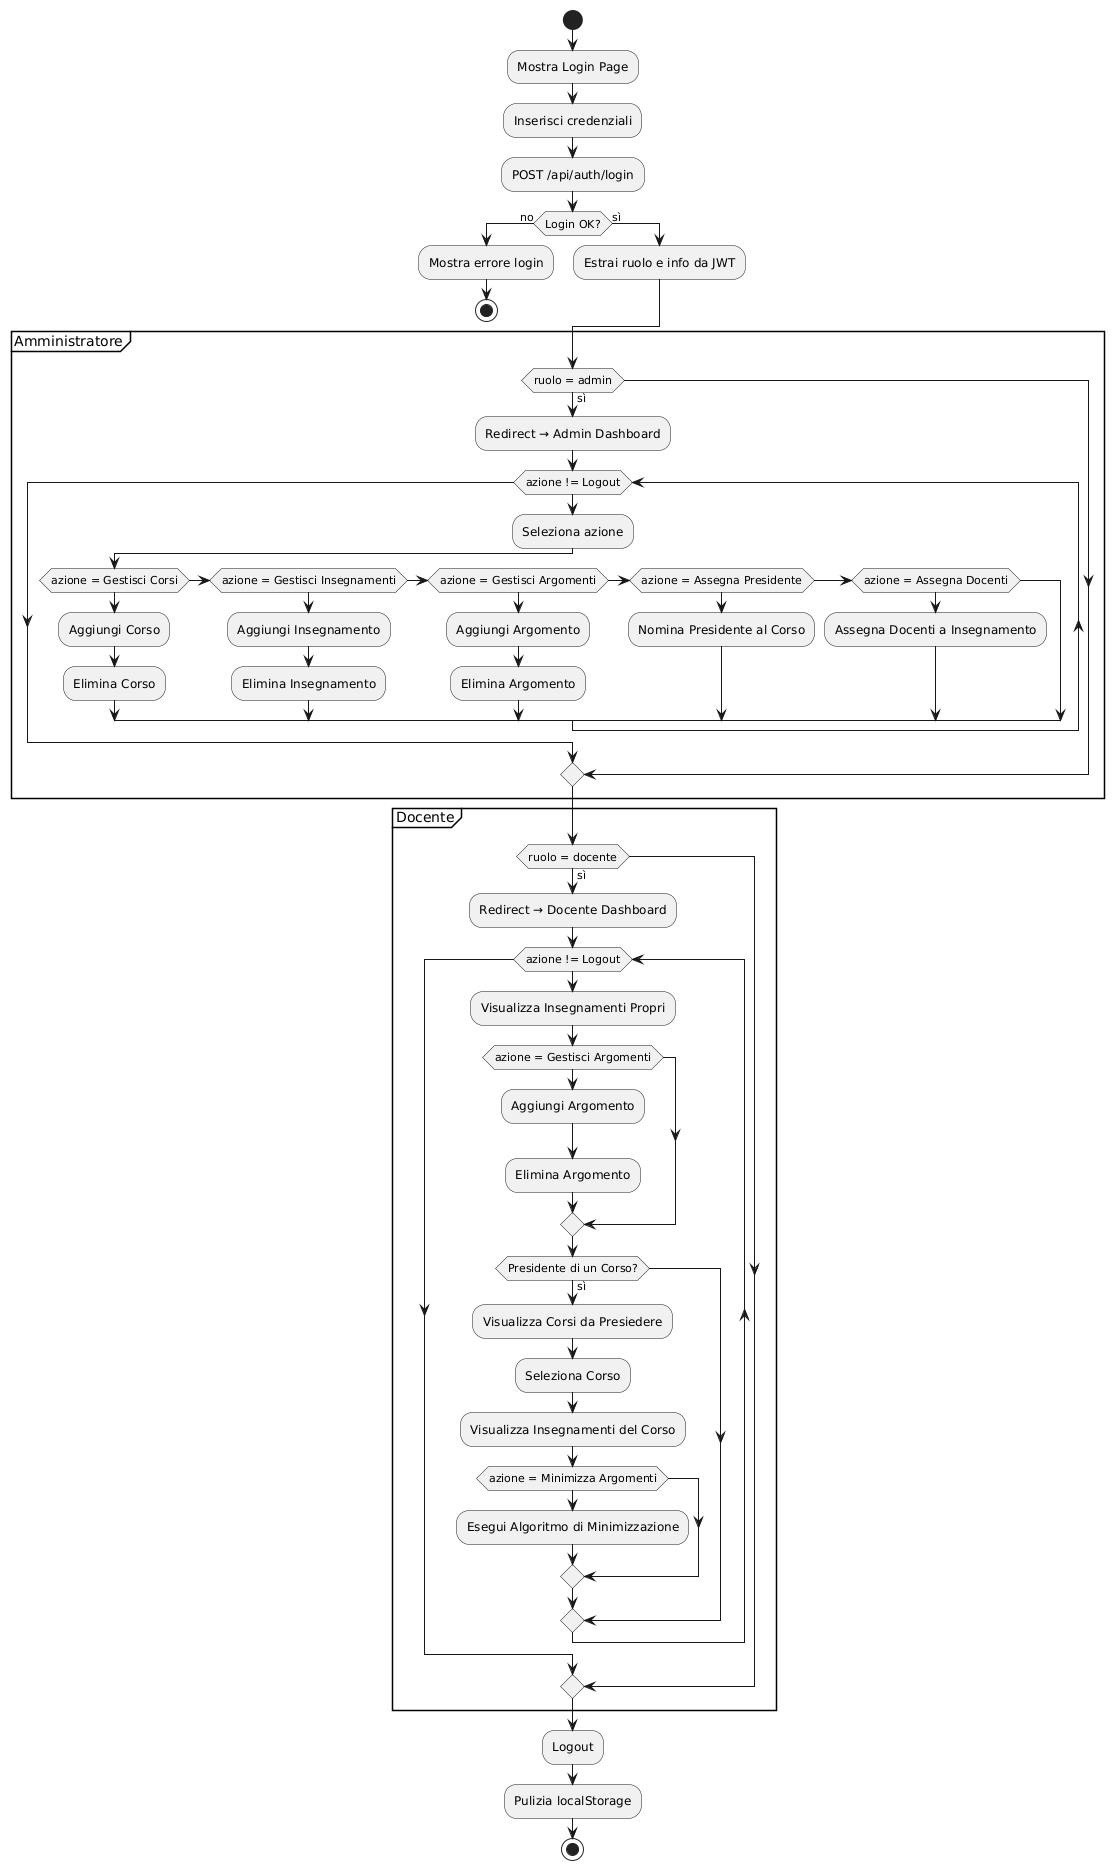 Mostra Login Page
Inserisci credenziali
POST /api/auth/login
no
Login OK?
sì
Mostra errore login
Estrai ruolo e info da JWT
Amministratore
ruolo = admin
sì
Redirect → Admin Dashboard
azione != Logout
Seleziona azione
azione = Gestisci Corsi
azione = Gestisci Insegnamenti
azione = Gestisci Argomenti
azione = Assegna Presidente
azione = Assegna Docenti
Aggiungi Corso
Aggiungi Insegnamento
Aggiungi Argomento
Nomina Presidente al Corso
Assegna Docenti a Insegnamento
Elimina Corso
Elimina Insegnamento
Elimina Argomento
Docente
ruolo = docente
sì
Redirect → Docente Dashboard
azione != Logout
Visualizza Insegnamenti Propri
azione = Gestisci Argomenti
Aggiungi Argomento
Elimina Argomento
Presidente di un Corso?
sì
Visualizza Corsi da Presiedere
Seleziona Corso
Visualizza Insegnamenti del Corso
azione = Minimizza Argomenti
Esegui Algoritmo di Minimizzazione
Logout
Pulizia localStorage